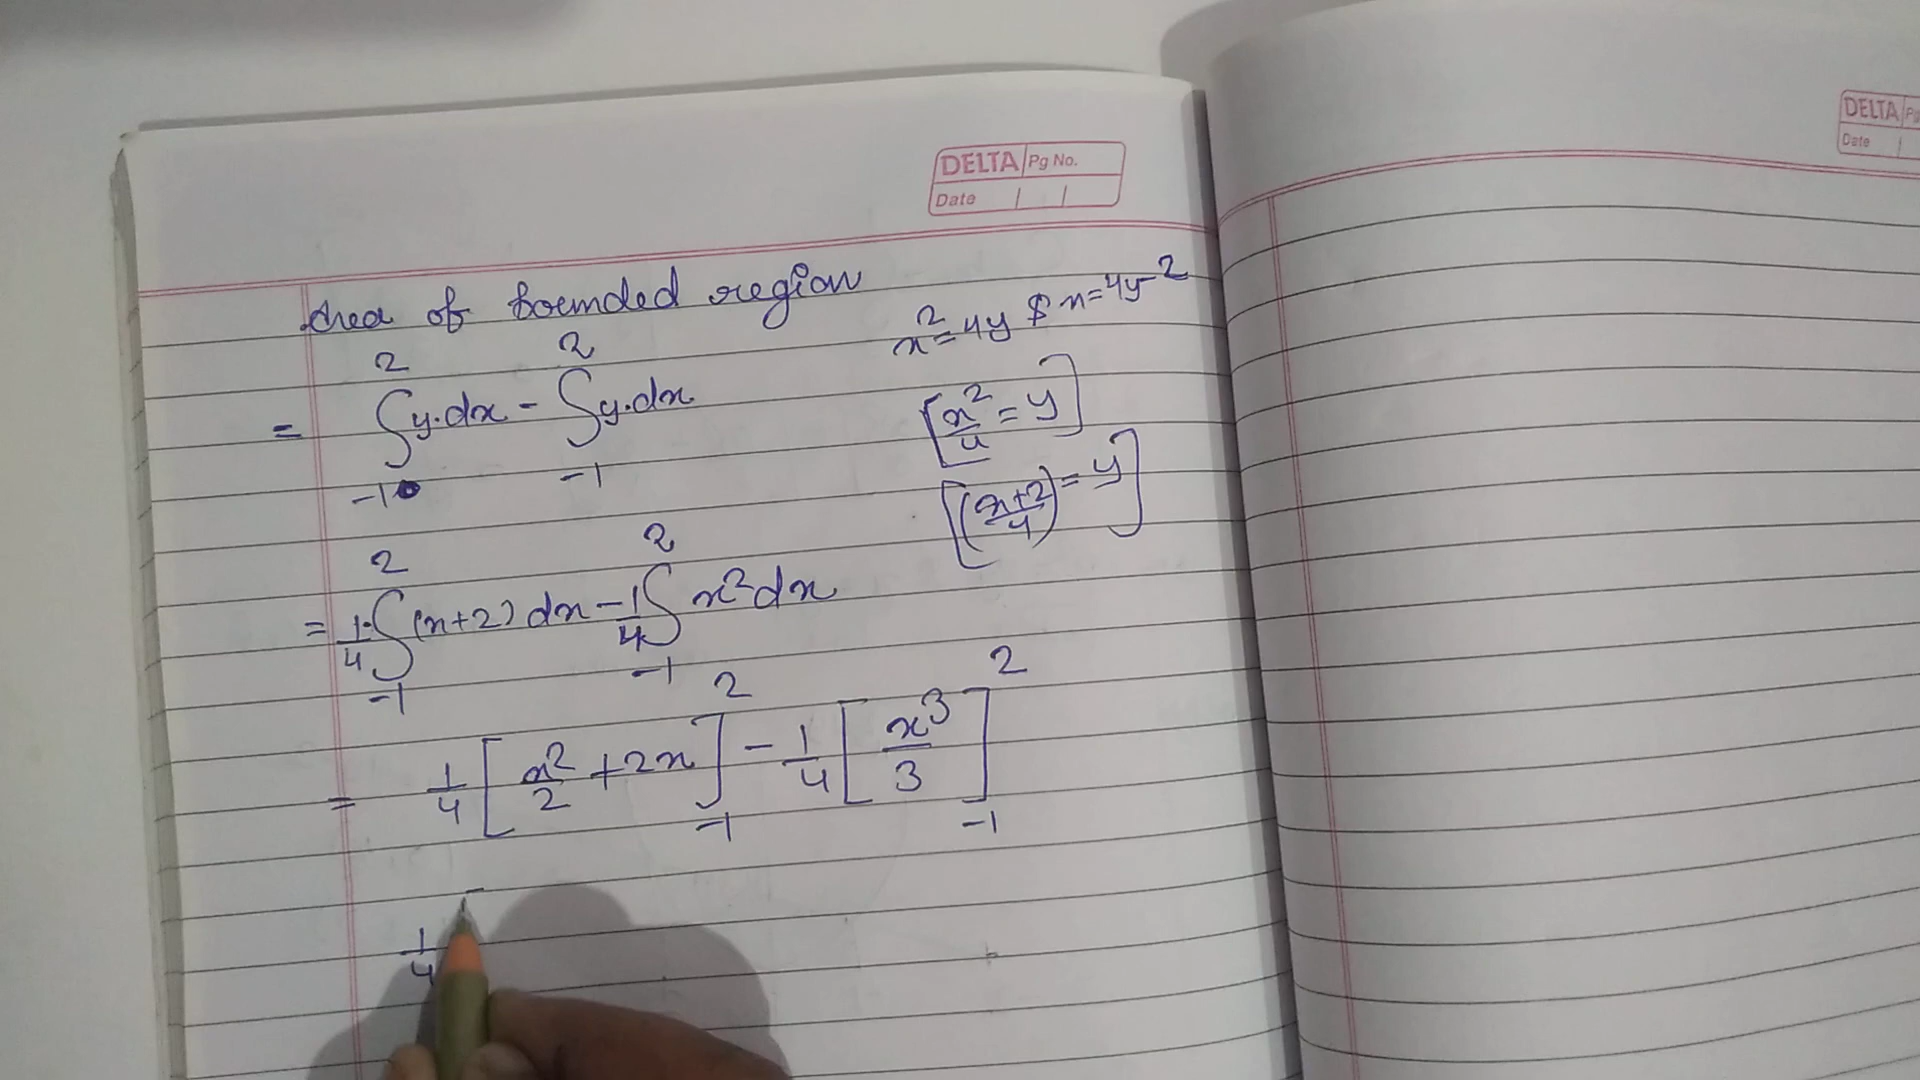 DELTA Pg No.
Date
DELTA Pg
Date
Area of bounded region
x² = 4y $ x = 4y-2
= ∫₋₁² y.dx - ∫₋₁² y.dx
[x²/4 = y]
[(x+2/4) = y]
= 1/4 . ∫₋₁² (x+2) dx - 1/4 ∫₋₁² x² dx
= 1/4 [x²/2 + 2x]₋₁² - 1/4 [x³/3]₋₁²
1/4